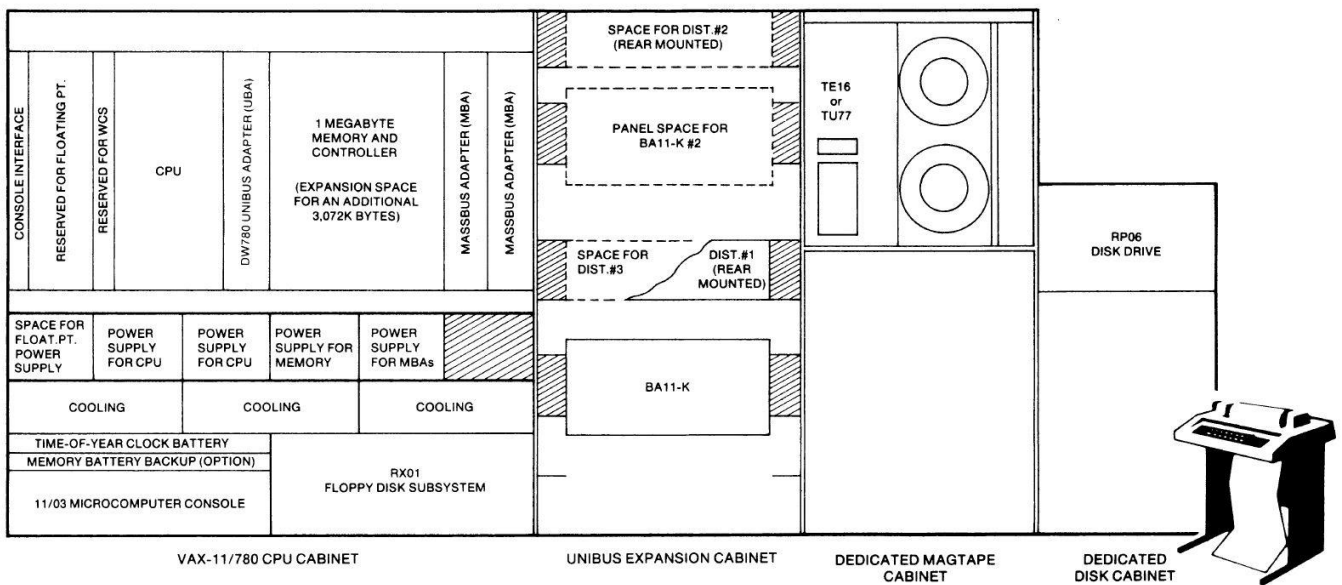 CONSOLE INTERFACE
RESERVED FOR FLOATING PT.
RESERVED FOR WCS
CPU
DW780 UNIBUS ADAPTER (UBA)
1 MEGABYTE
MEMORY AND
CONTROLLER
(EXPANSION SPACE
FOR AN ADDITIONAL
3,072K BYTES)
MASSBUS ADAPTER (MBA)
MASSBUS ADAPTER (MBA)
SPACE FOR
FLOAT.PT.
POWER
SUPPLY
POWER
SUPPLY
FOR CPU
POWER
SUPPLY
FOR CPU
POWER
SUPPLY FOR
MEMORY
POWER
SUPPLY
FOR MBAs
COOLING
COOLING
COOLING
TIME-OF-YEAR CLOCK BATTERY
MEMORY BATTERY BACKUP (OPTION)
11/03 MICROCOMPUTER CONSOLE
RX01
FLOPPY DISK SUBSYSTEM
VAX-11/780 CPU CABINET
SPACE FOR DIST.#2
(REAR MOUNTED)
PANEL SPACE FOR
BA11-K #2
SPACE FOR
DIST.#3
DIST.#1
(REAR
MOUNTED)
BA11-K
UNIBUS EXPANSION CABINET
TE16
or
TU77
DEDICATED MAGTAPE
CABINET
RP06
DISK DRIVE
DEDICATED
DISK CABINET